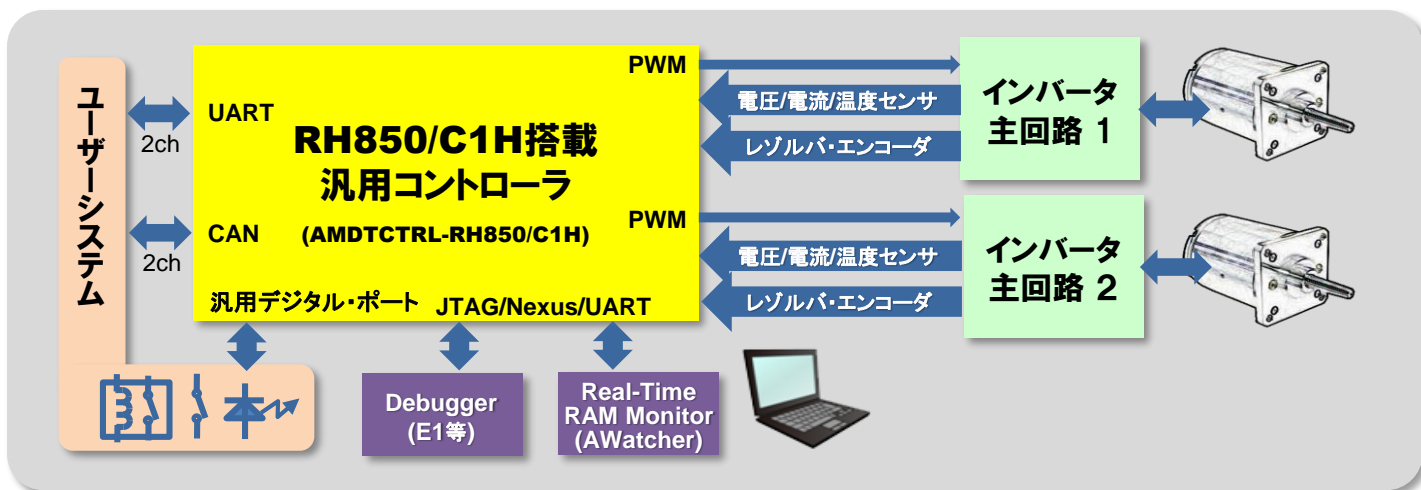 ユーザーシステム
2ch
2ch
UART
CAN
RH850/C1H搭載
汎用コントローラ
(AMDTCTRL-RH850/C1H)
PWM
PWM
汎用デジタル・ポート
JTAG/Nexus/UART
電圧/電流/温度センサ
レゾルバ・エンコーダ
電圧/電流/温度センサ
レゾルバ・エンコーダ
インバータ
主回路 1
インバータ
主回路 2
Debugger
(E1等)
Real-Time
RAM Monitor
(AWatcher)